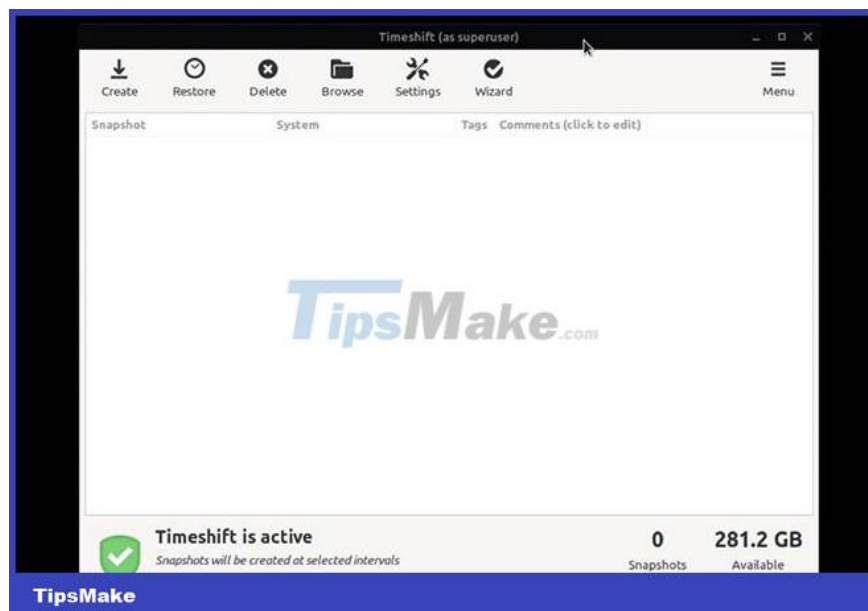 Timeshift (as superuser)
Create Restore Delete Browse Settings Wizard Menu
Snapshot System Tags Comments (click to edit)
TipsMake.com
Timeshift is active
Snapshots will be created at selected intervals
0 281.2 GB
Snapshots Available
TipsMake